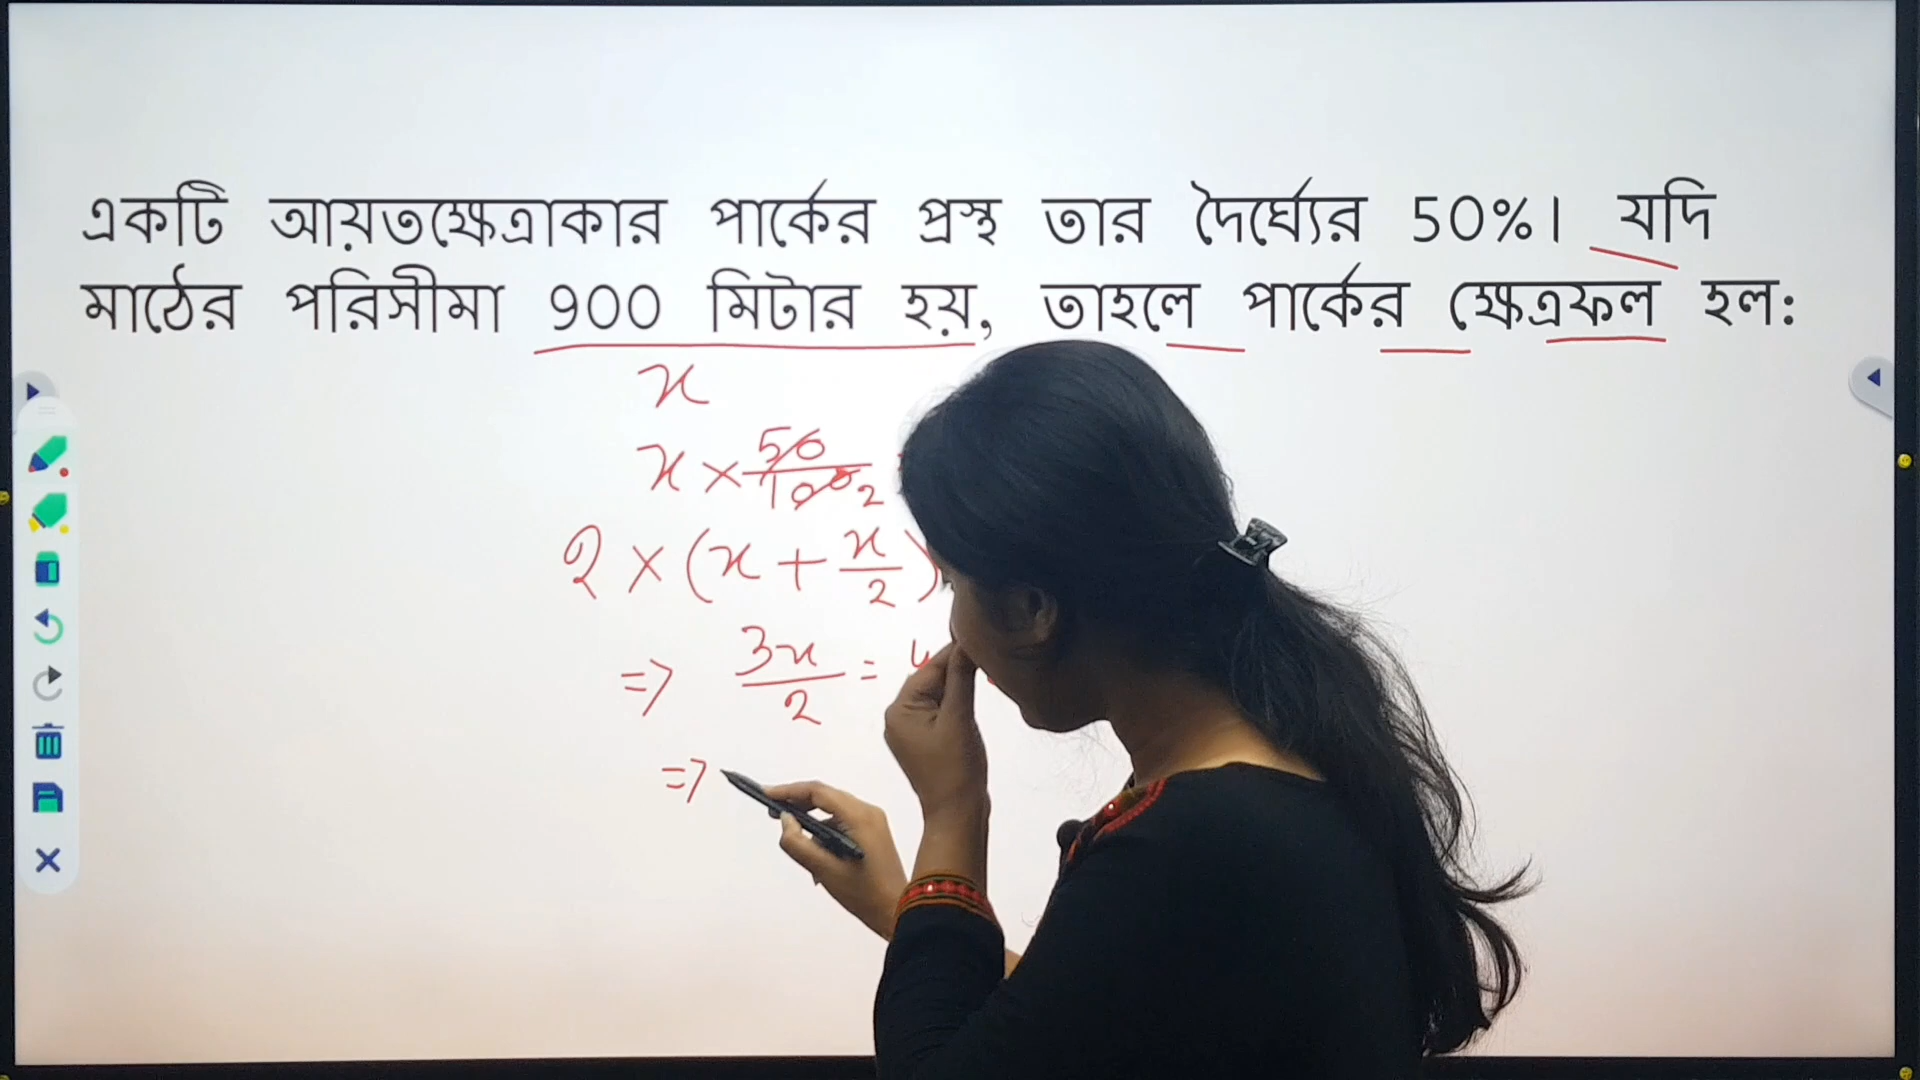 একটি আয়তক্ষেত্রাকার পার্কের প্রস্থ তার দৈর্ঘ্যের 50%। যদি
মাঠের পরিসীমা 900 মিটার হয়, তাহলে পার্কের ক্ষেত্রফল হল:
x
x × 50/100 2
2 × (x + x/2)
=> 3x/2 =
=>